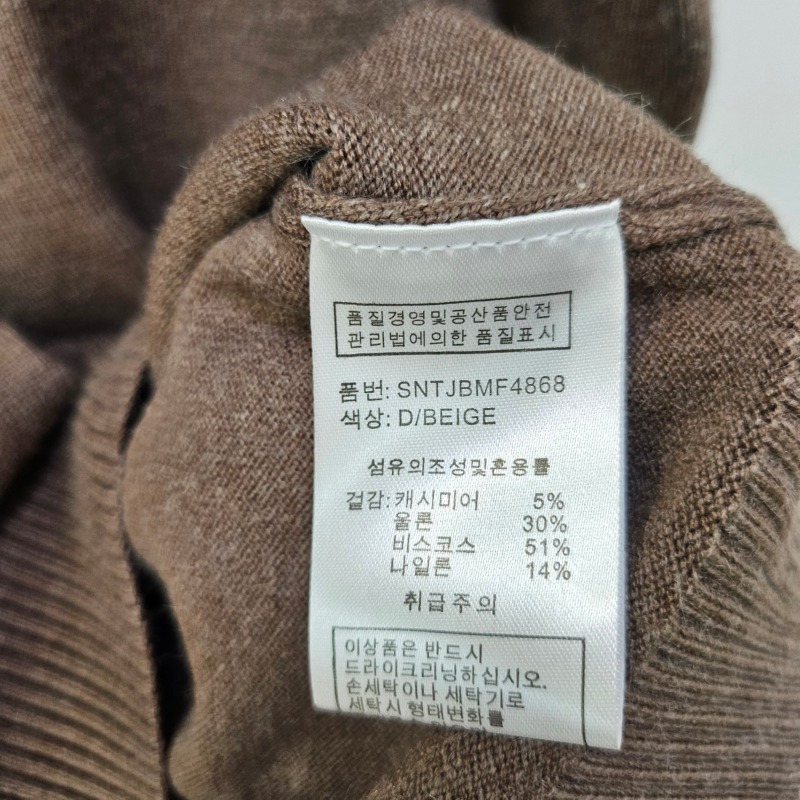 품질경영및공산품안전
관리법에의한 품질표시
품번: SNTJBMF4868
색상: D/BEIGE
섬유의조성및혼용률
겉감: 캐시미어 5%
울론 30%
비스코스 51%
나일론 14%
취급주의
이상품은 반드시
드라이크리닝하십시오.
손세탁이나 세탁기로
세탁시 형태변화를